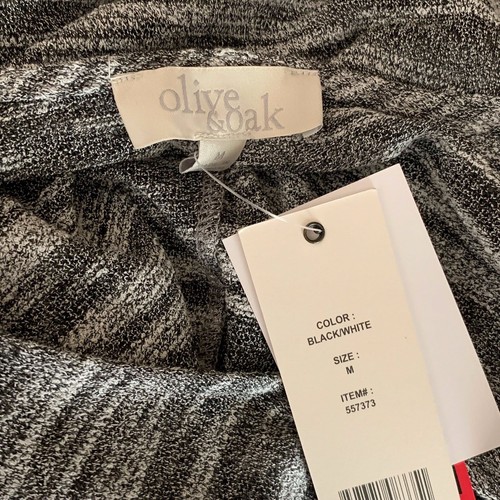 olive
&oak
M
COLOR :
BLACK/WHITE
SIZE :
M
ITEM# :
557373